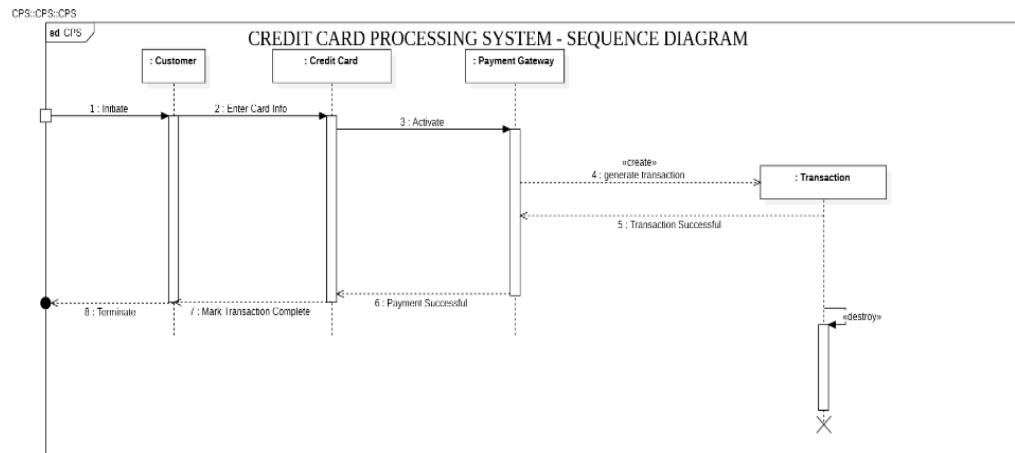 CPS::CPS::CPS
sd CPS
CREDIT CARD PROCESSING SYSTEM - SEQUENCE DIAGRAM
: Customer
: Credit Card
: Payment Gateway
1 : Initiate
2 : Enter Card Info
3 : Activate
«create»
4 : generate transaction
: Transaction
5 : Transaction Successful
6 : Payment Successful
7 : Mark Transaction Complete
8 : Terminate
«destroy»